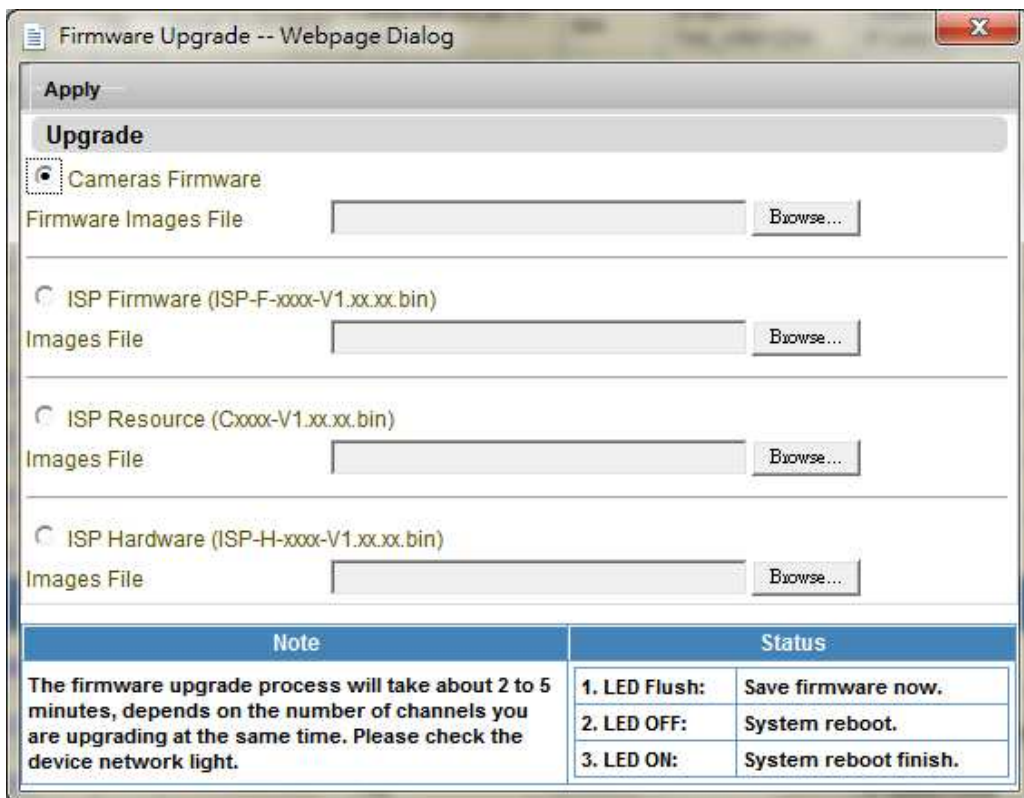 Firmware Upgrade -- Webpage Dialog
Apply
Upgrade
Cameras Firmware
Firmware Images File
Browse...
ISP Firmware (ISP-F-xxxx-V1.xx.xx.bin)
Images File
Browse...
ISP Resource (Cxxxx-V1.xx.xx.bin)
Images File
Browse...
ISP Hardware (ISP-H-xxxx-V1.xx.xx.bin)
Images File
Browse...
Note
The firmware upgrade process will take about 2 to 5
minutes, depends on the number of channels you
are upgrading at the same time. Please check the
device network light.
Status
1. LED Flush: Save firmware now.
2. LED OFF: System reboot.
3. LED ON: System reboot finish.